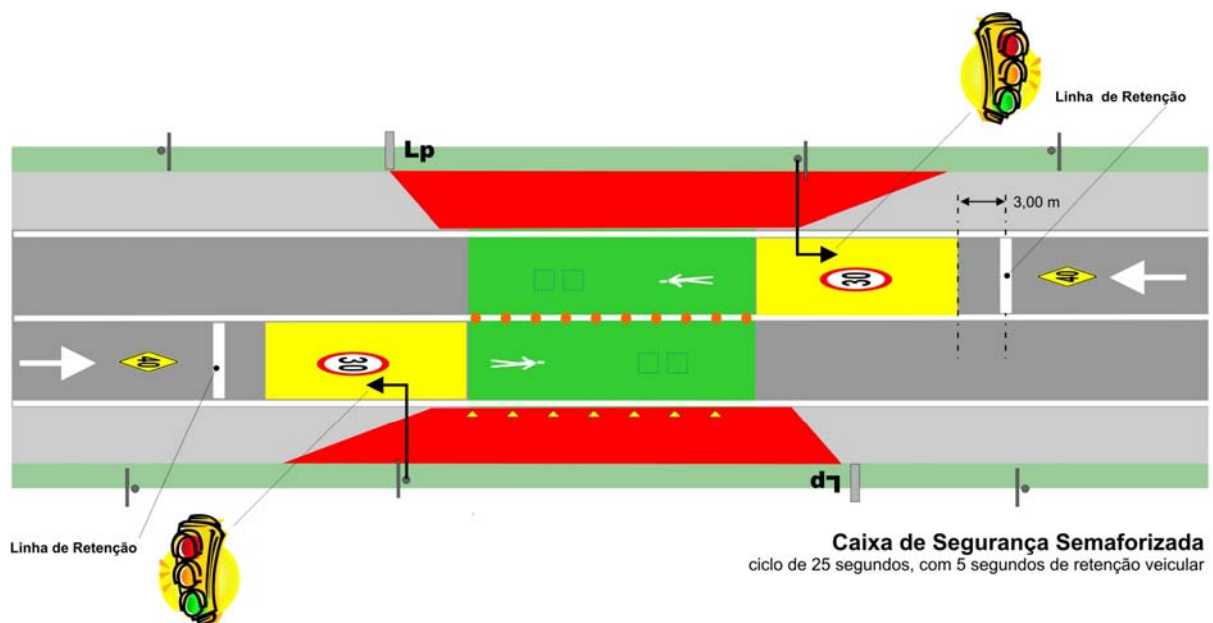 Linha de Retenção
Lp
3,00 m
30
40
40
30
Lp
Linha de Retenção
Caixa de Segurança Semaforizada
ciclo de 25 segundos, com 5 segundos de retenção veicular